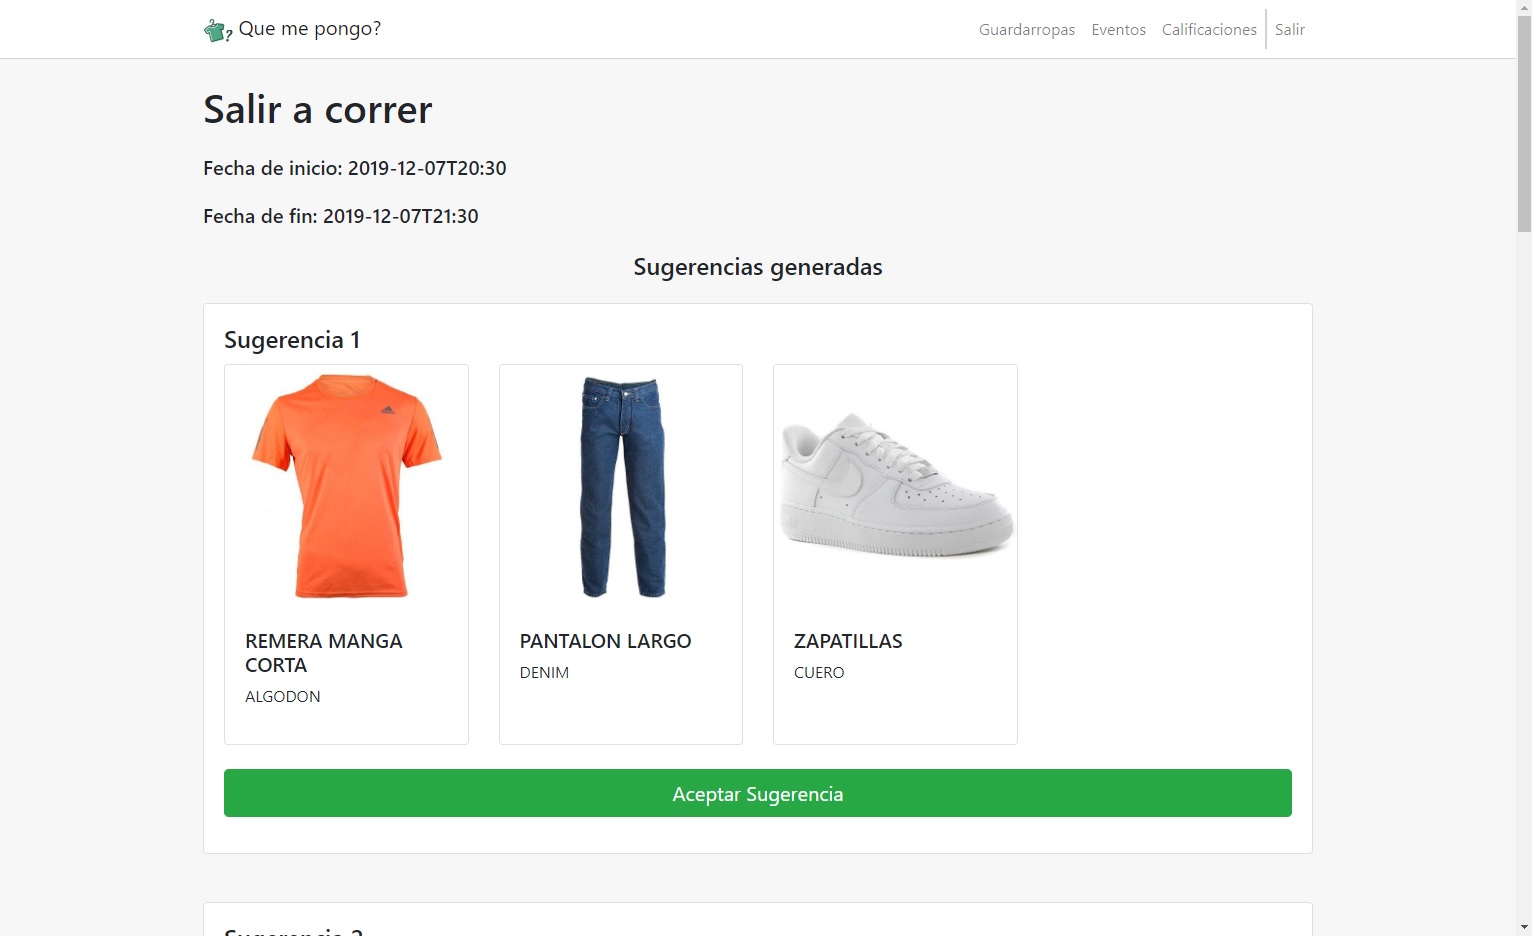 Que me pongo?
Guardarropas Eventos Calificaciones Salir
Salir a correr
Fecha de inicio: 2019-12-07T20:30
Fecha de fin: 2019-12-07T21:30
Sugerencias generadas
Sugerencia 1
REMERA MANGA
CORTA
ALGODON
PANTALON LARGO
DENIM
ZAPATILLAS
CUERO
Aceptar Sugerencia
Sugerencia 2